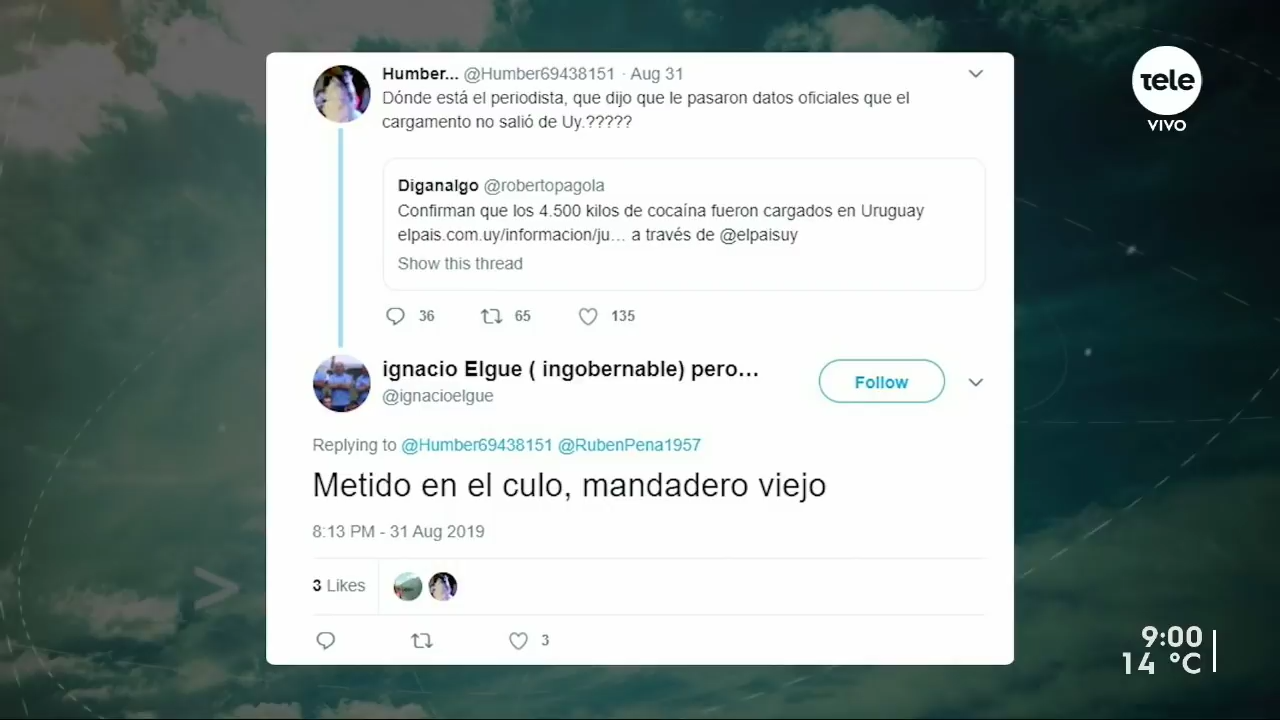 Humber... @Humber69438151 · Aug 31
Dónde está el periodista, que dijo que le pasaron datos oficiales que el
cargamento no salió de Uy.?????
Diganalgo @robertopagola
Confirman que los 4.500 kilos de cocaína fueron cargados en Uruguay
elpais.com.uy/informacion/ju... a través de @elpaisuy
Show this thread
36 65 135
ignacio Elgue ( ingobernable) pero...
@ignacioelgue
Follow
Replying to @Humber69438151 @RubenPena1957
Metido en el culo, mandadero viejo
8:13 PM - 31 Aug 2019
3 Likes
3
tele
VIVO
9:00
14 °C